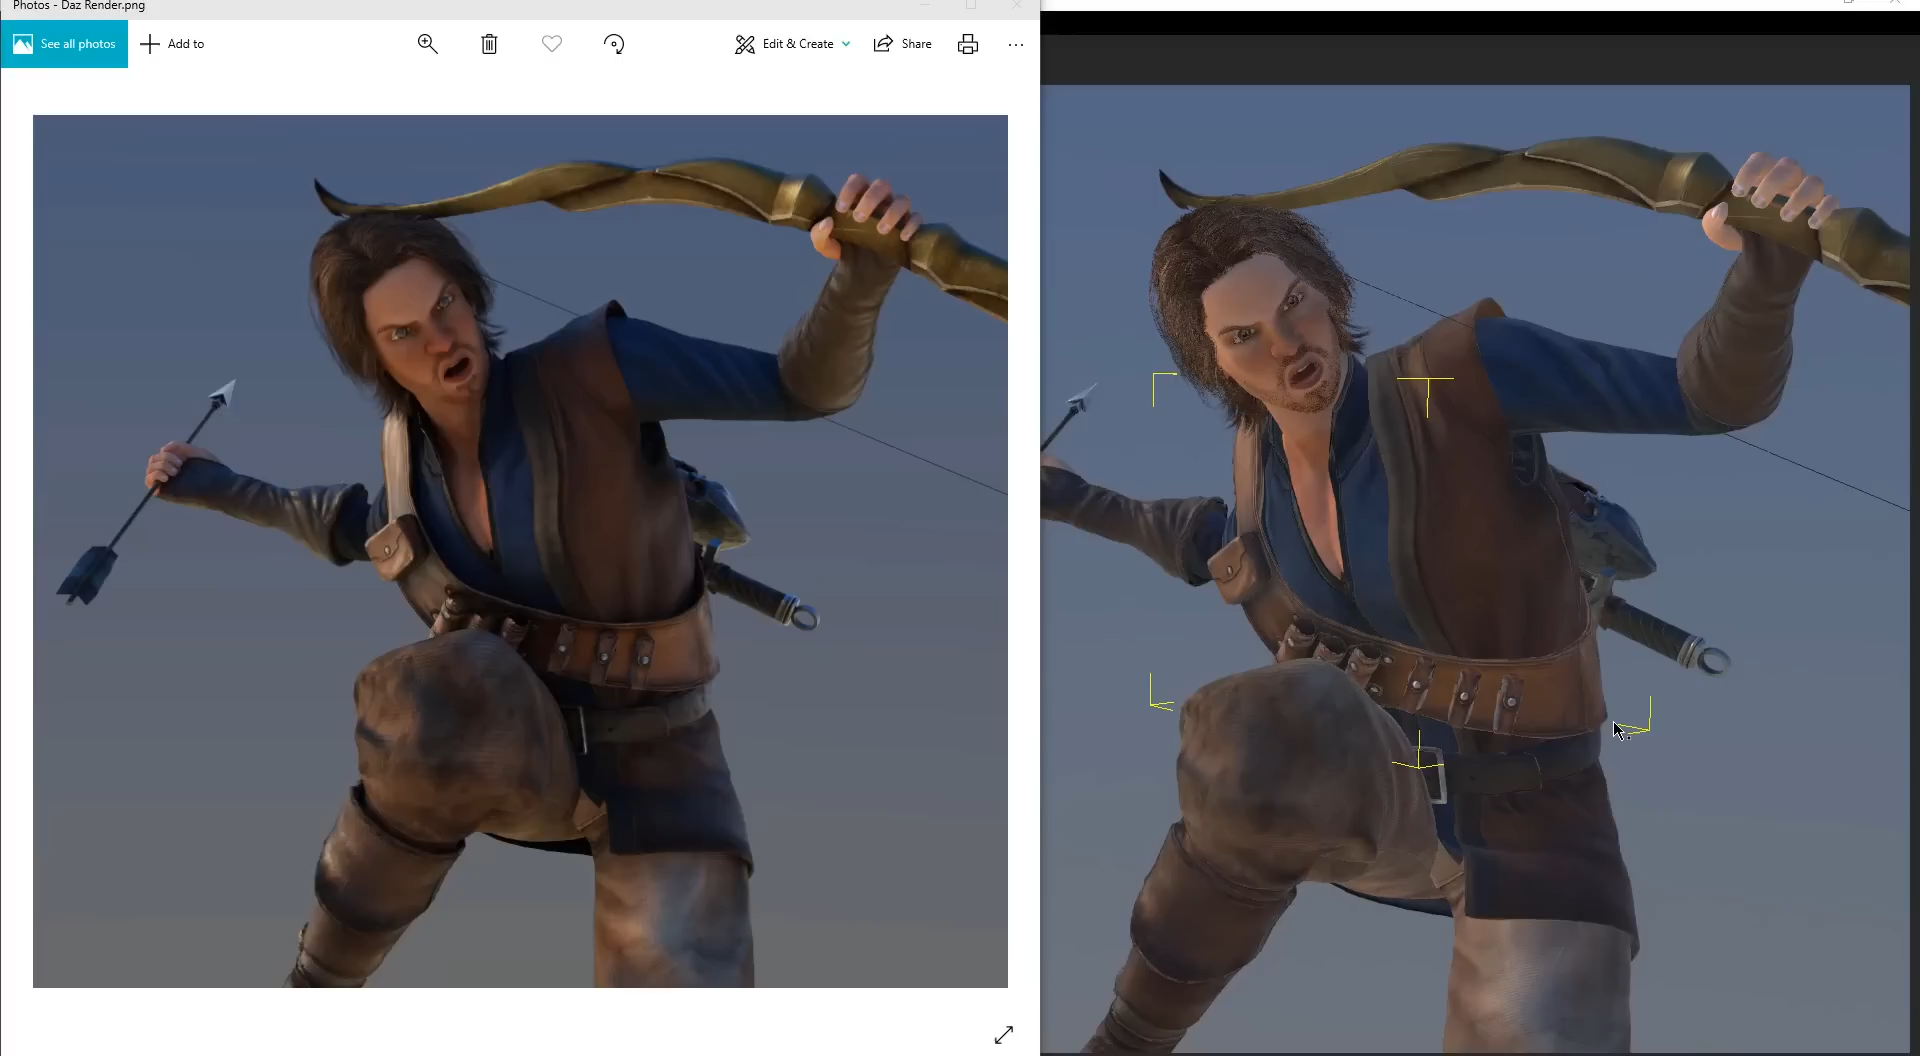 Photos - Daz Render.png
See all photos
Add to
Edit & Create
Share